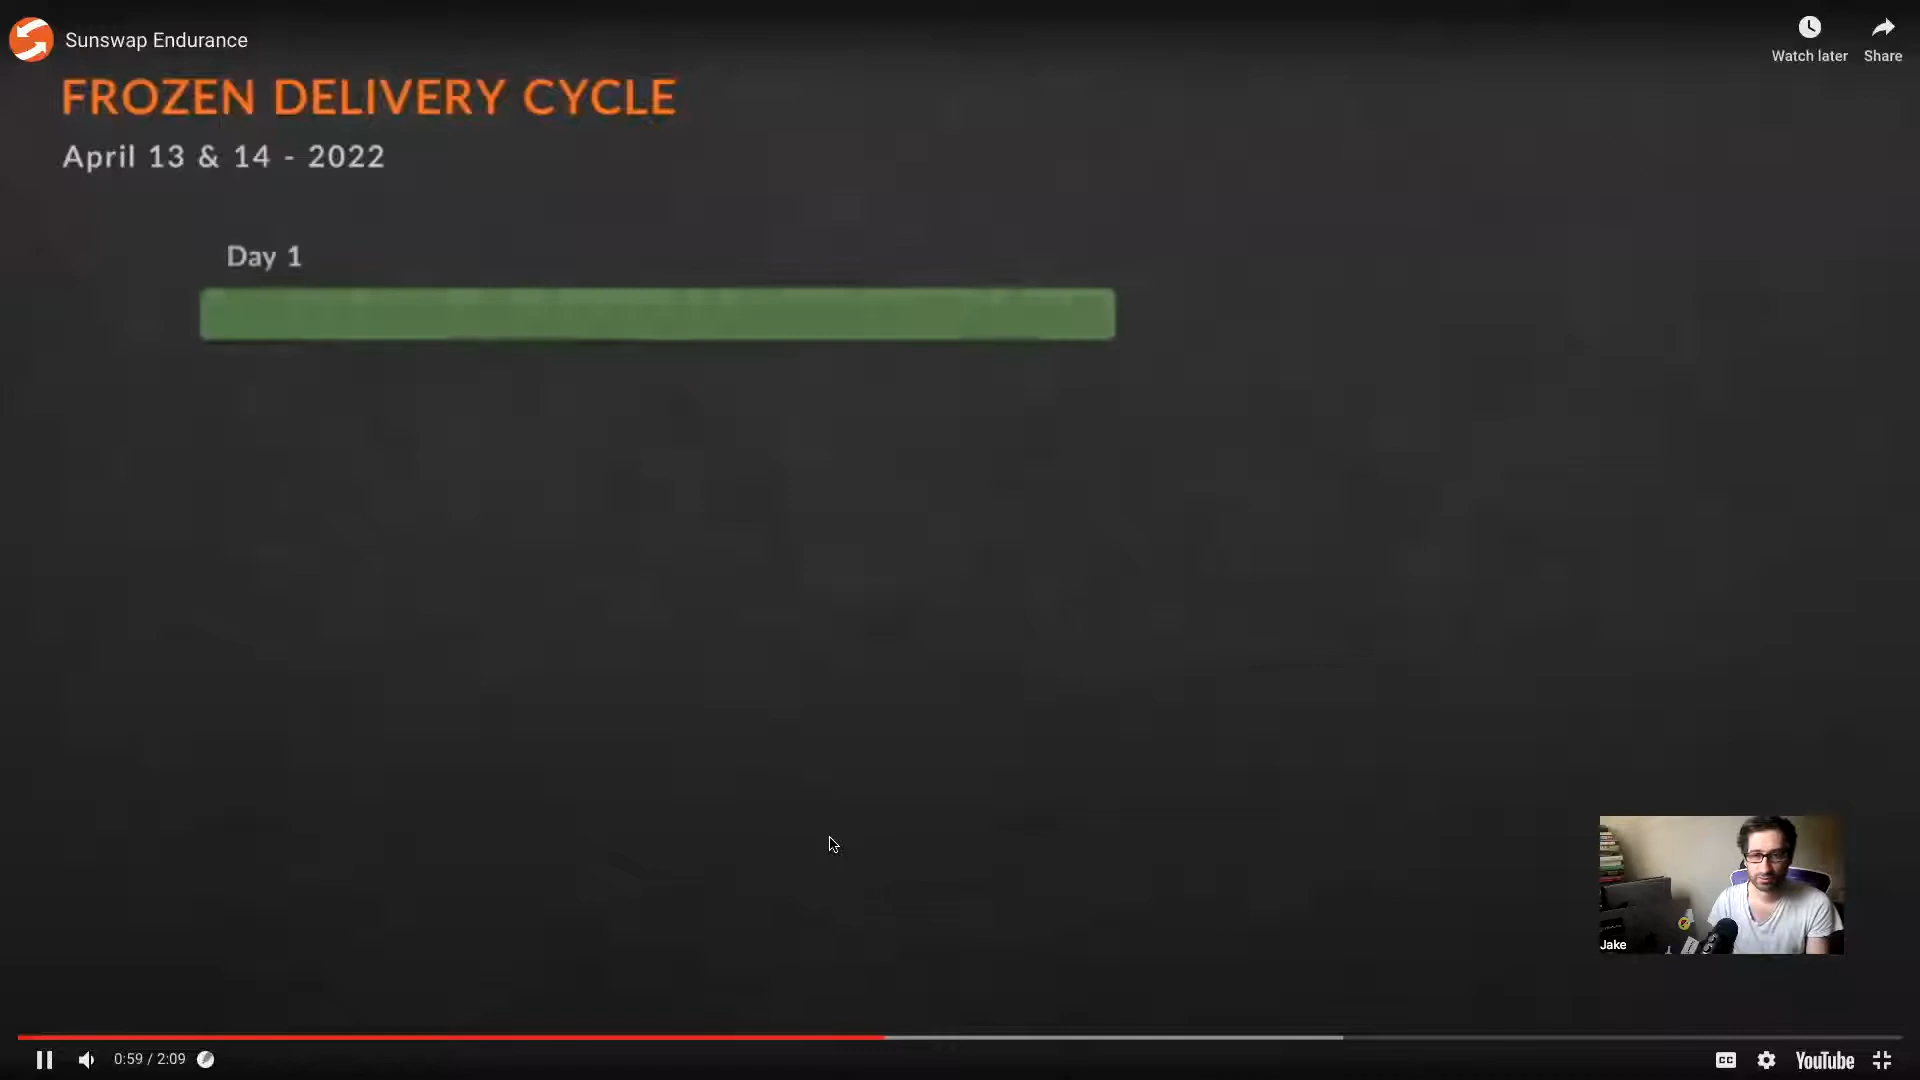 Sunswap Endurance
Watch later
Share
FROZEN DELIVERY CYCLE
April 13 & 14 - 2022
Day 1
Jake
0:59 / 2:09
CC
YouTube